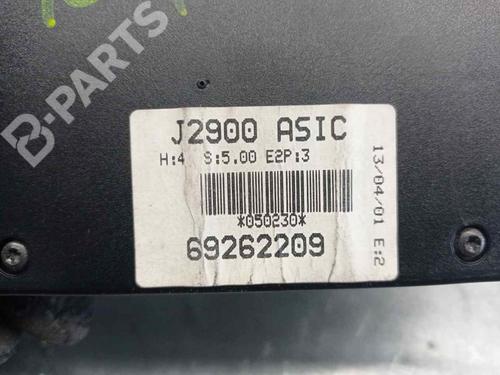 J2900 ASIC
H:4 S:5.00 E2P:3
*050230*
69262209
13/04/01 E:2
B-PARTS